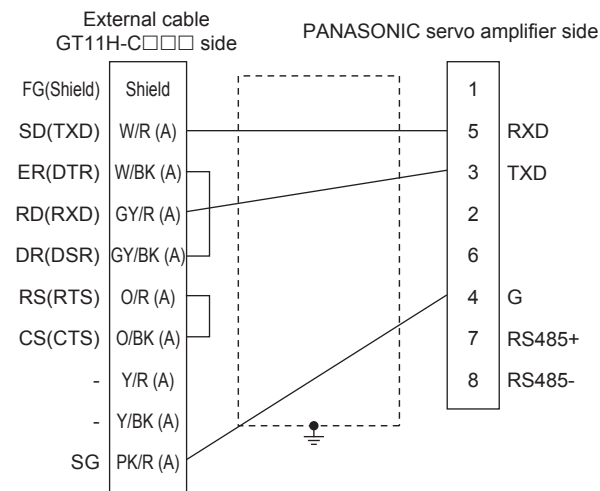 External cable
GT11H-C□□□ side
PANASONIC servo amplifier side
FG(Shield) Shield 1
SD(TXD) W/R (A) 5 RXD
ER(DTR) W/BK (A) 3 TXD
RD(RXD) GY/R (A) 2
DR(DSR) GY/BK (A) 6
RS(RTS) O/R (A) 4 G
CS(CTS) O/BK (A) 7 RS485+
- Y/R (A) 8 RS485-
- Y/BK (A)
SG PK/R (A)